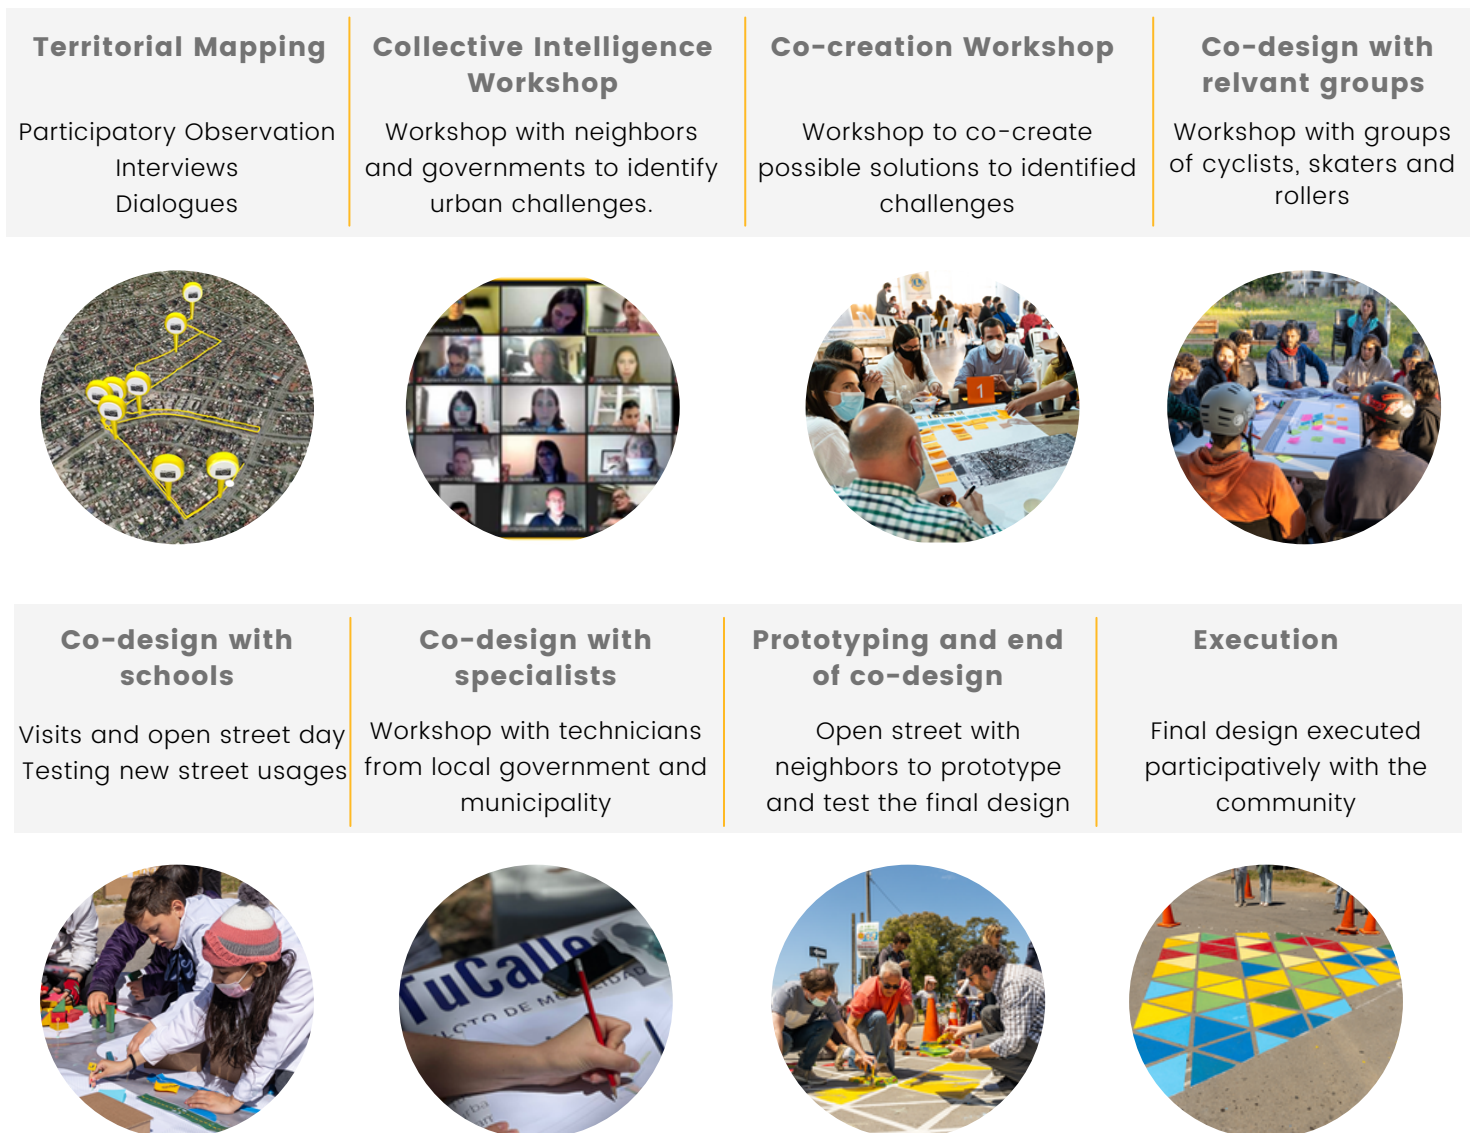 Territorial Mapping
Participatory Observation
Interviews
Dialogues
Collective Intelligence
Workshop
Workshop with neighbors
and governments to identify
urban challenges.
Co-creation Workshop
Workshop to co-create
possible solutions to identified
challenges
Co-design with
relvant groups
Workshop with groups
of cyclists, skaters and
rollers
1
Co-design with
schools
Visits and open street day
Testing new street usages
Co-design with
specialists
Workshop with technicians
from local government and
municipality
Prototyping and end
of co-design
Open street with
neighbors to prototype
and test the final design
Execution
Final design executed
participatively with the
community
TuCalle